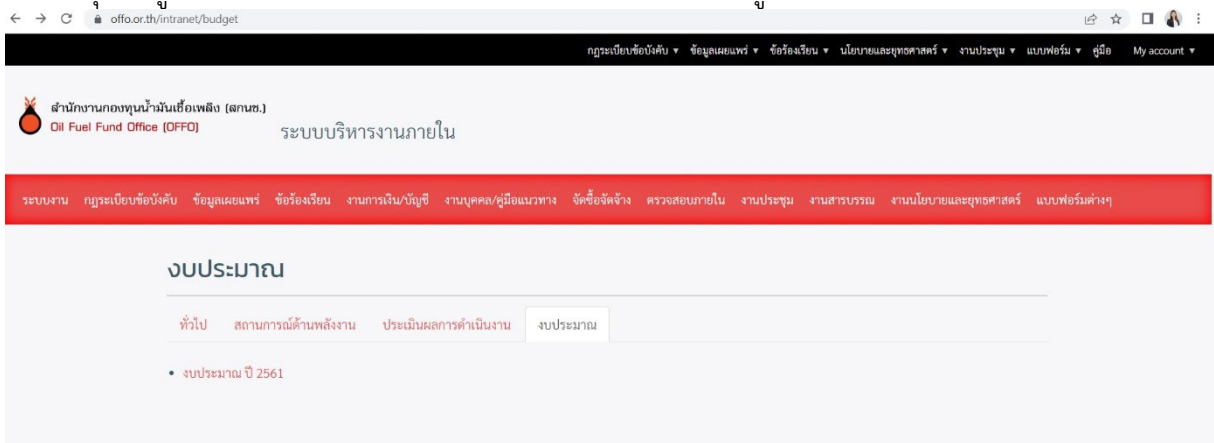 offo.or.th/intranet/budget
กฎระเบียบข้อบังคับ ข้อมูลเผยแพร่ ข้อร้องเรียน นโยบายและยุทธศาสตร์ งานประชุม แบบฟอร์ม คู่มือ My account
สำนักงานกองทุนน้ำมันเชื้อเพลิง (สกนช.)
Oil Fuel Fund Office (OFFO)
ระบบบริหารงานภายใน
ระบบงาน กฎระเบียบข้อบังคับ ข้อมูลเผยแพร่ ข้อร้องเรียน งานการเงิน/บัญชี งานบุคคล/คู่มือแนวทาง จัดซื้อจัดจ้าง ตรวจสอบภายใน งานประชุม งานสารบรรณ งานนโยบายและยุทธศาสตร์ แบบฟอร์มต่างๆ
งบประมาณ
ทั่วไป สถานการณ์ด้านพลังงาน ประเมินผลการดำเนินงาน งบประมาณ
• งบประมาณ ปี 2561